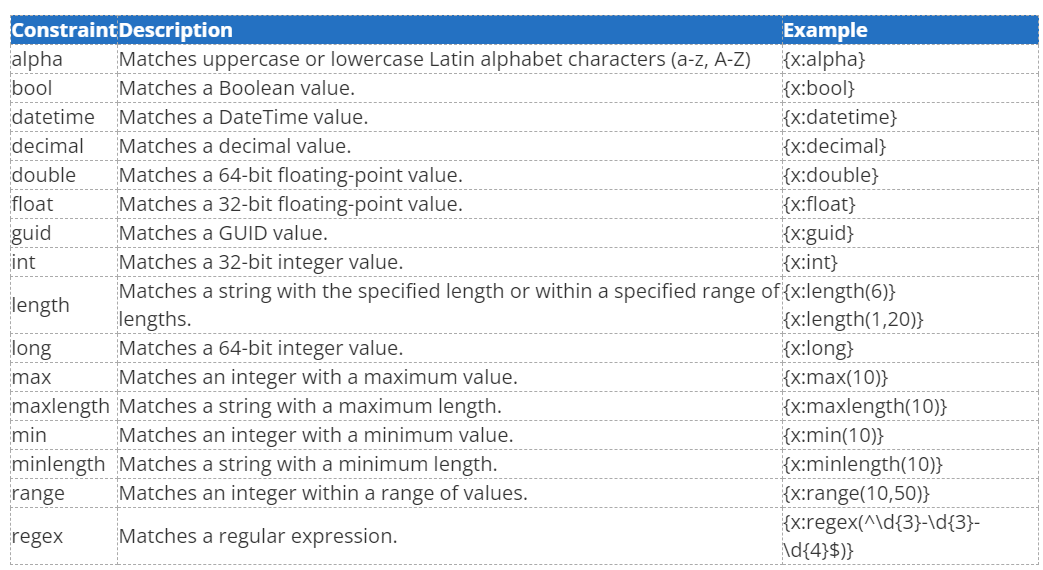 Constraint Description Example
alpha Matches uppercase or lowercase Latin alphabet characters (a-z, A-Z) {x:alpha}
bool Matches a Boolean value. {x:bool}
datetime Matches a DateTime value. {x:datetime}
decimal Matches a decimal value. {x:decimal}
double Matches a 64-bit floating-point value. {x:double}
float Matches a 32-bit floating-point value. {x:float}
guid Matches a GUID value. {x:guid}
int Matches a 32-bit integer value. {x:int}
length Matches a string with the specified length or within a specified range of {x:length(6)}
lengths. {x:length(1,20)}
long Matches a 64-bit integer value. {x:long}
max Matches an integer with a maximum value. {x:max(10)}
maxlength Matches a string with a maximum length. {x:maxlength(10)}
min Matches an integer with a minimum value. {x:min(10)}
minlength Matches a string with a minimum length. {x:minlength(10)}
range Matches an integer within a range of values. {x:range(10,50)}
regex Matches a regular expression. {x:regex(^\d{3}-\d{3}-
\d{4}$)}